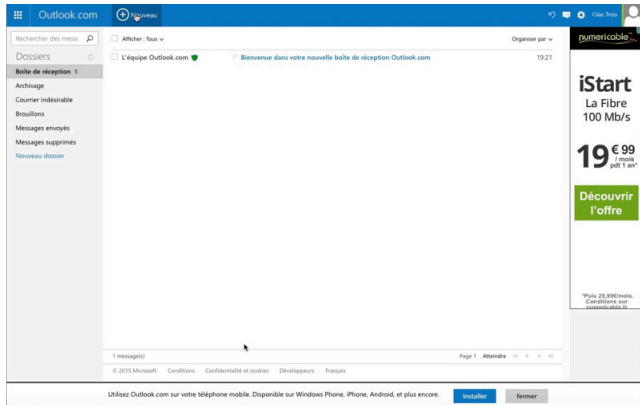 Outlook.com
Nouveau
Cilac Trois
Rechercher des messa
Afficher : Tous
Organiser par
Dossiers
L'équipe Outlook.com
Bienvenue dans votre nouvelle boîte de réception Outlook.com
19:21
Boîte de réception 1
Archivage
Courrier indésirable
Brouillons
Messages envoyés
Messages supprimés
Nouveau dossier
numericable
iStart
La Fibre
100 Mb/s
19€99
/ mois
pdt 1 an*
Découvrir
l'offre
*Puis 29,99€/mois.
Conditions sur
numericable.fr
1 message(s)
Page 1
Atteindre
© 2015 Microsoft
Conditions
Confidentialité et cookies
Développeurs
Français
Utilisez Outlook.com sur votre téléphone mobile. Disponible sur Windows Phone, iPhone, Android, et plus encore.
Installer
fermer